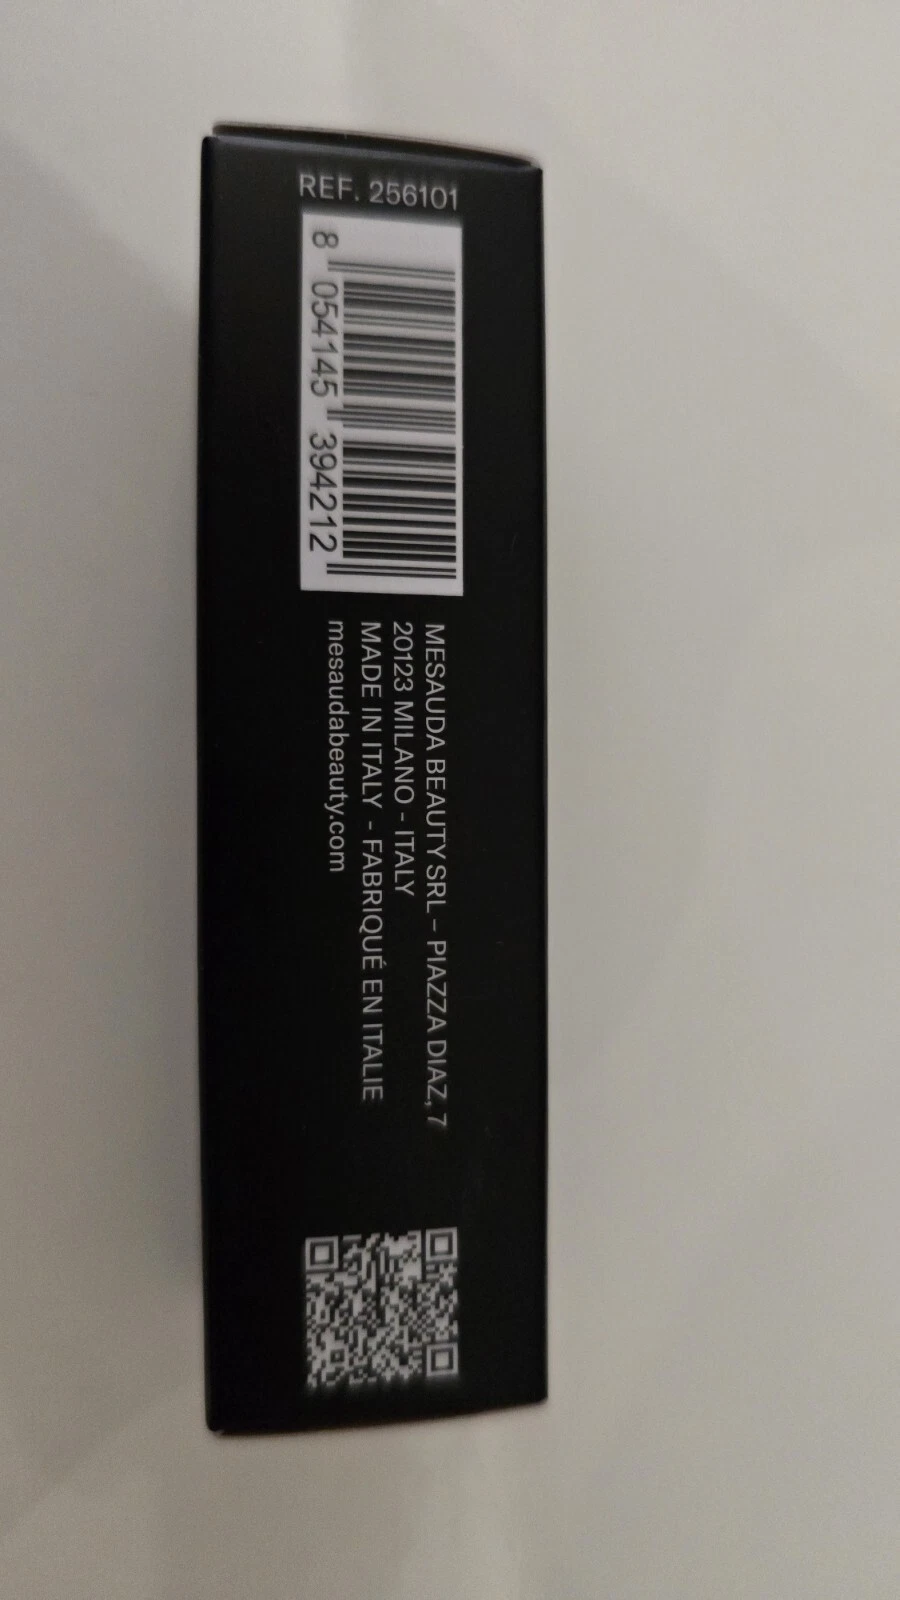 REF. 256101
8 054145 394212
MESAUDA BEAUTY SRL – PIAZZA DIAZ, 7
20123 MILANO - ITALY
MADE IN ITALY - FABRIQUÉ EN ITALIE
mesaudabeauty.com